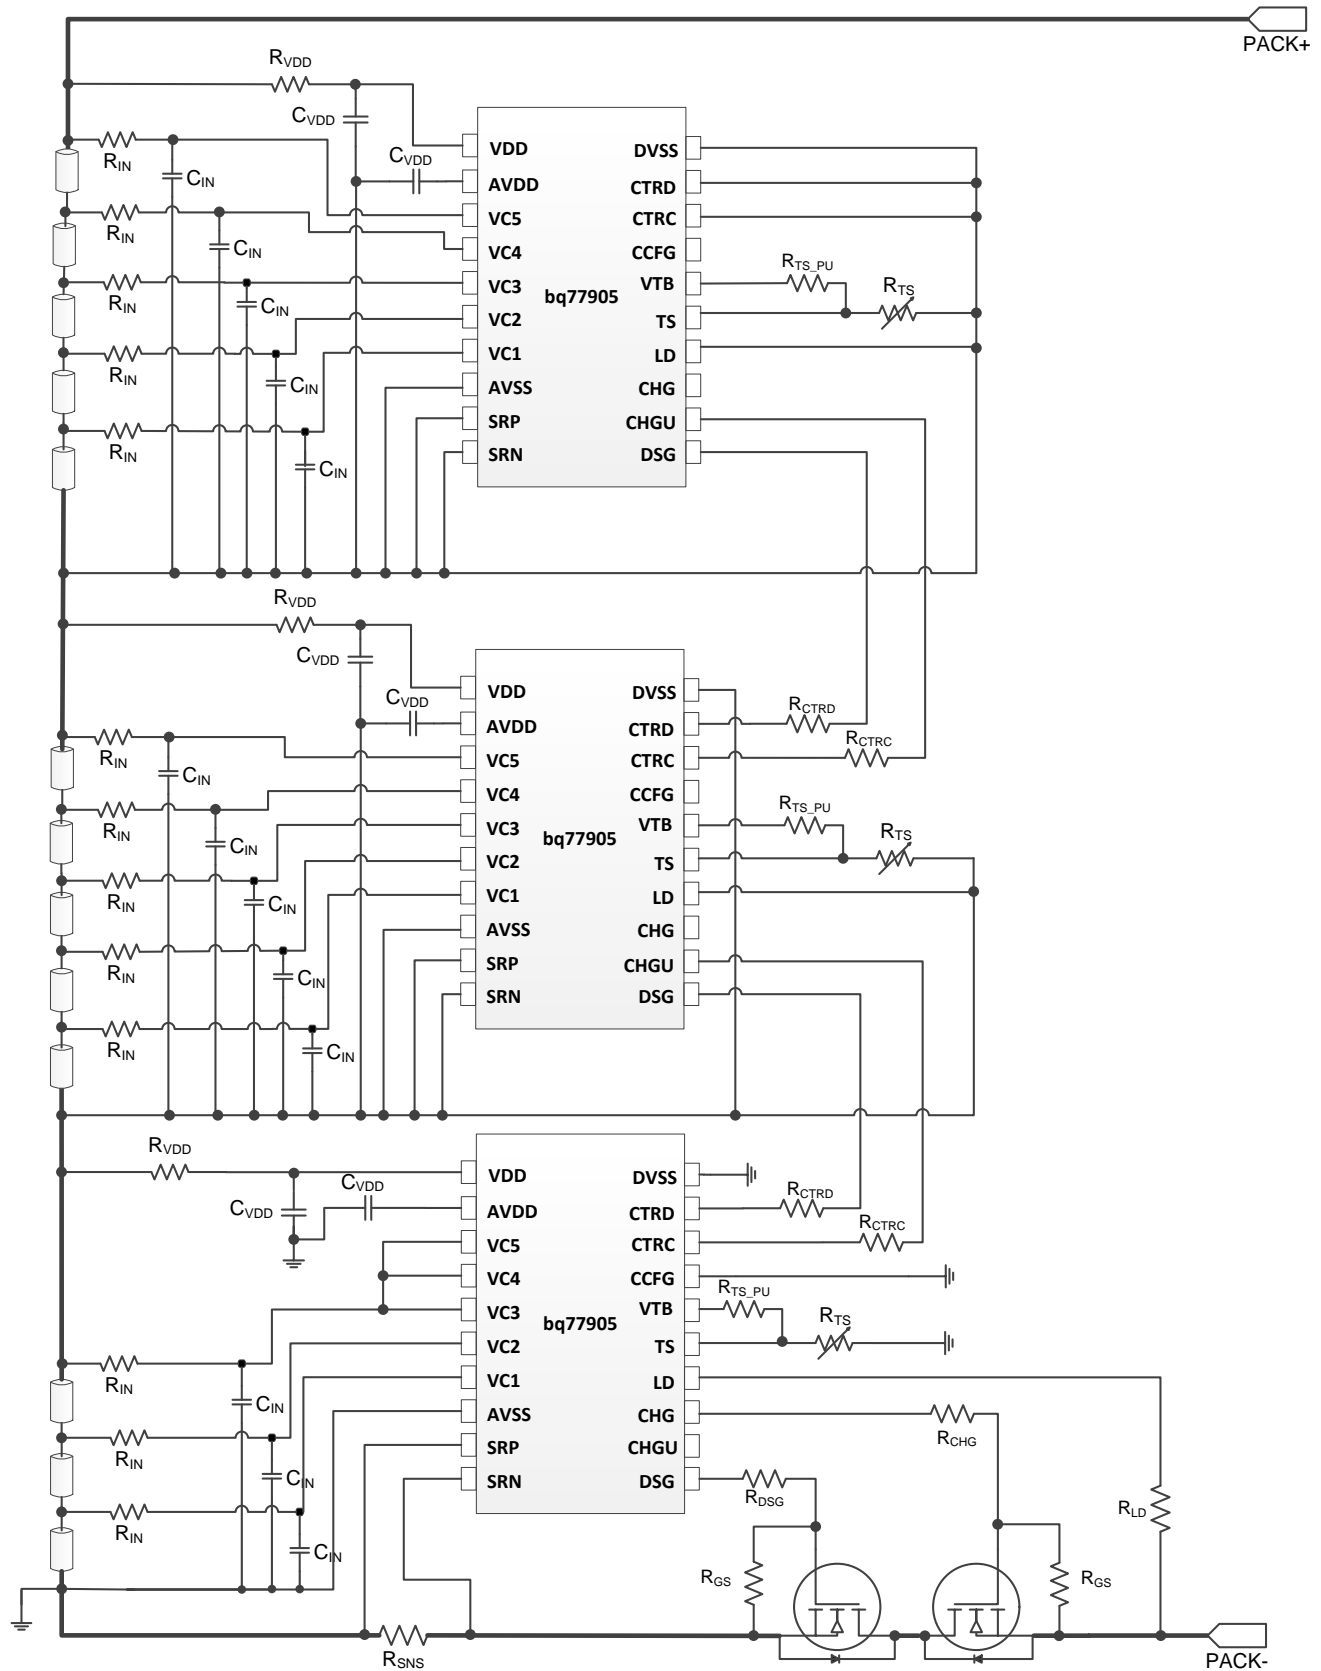 PACK+
RVDD
CVDD
CVDD
RIN
CIN
RIN
CIN
RIN
CIN
RIN
CIN
RIN
CIN
VDD
AVDD
VC5
VC4
VC3
VC2
VC1
AVSS
SRP
SRN
bq77905
DVSS
CTRD
CTRC
CCFG
VTB
TS
LD
CHG
CHGU
DSG
RTS_PU
RTS
RVDD
CVDD
CVDD
RIN
CIN
RIN
CIN
RIN
CIN
RIN
CIN
RIN
CIN
VDD
AVDD
VC5
VC4
VC3
VC2
VC1
AVSS
SRP
SRN
bq77905
DVSS
CTRD
CTRC
CCFG
VTB
TS
LD
CHG
CHGU
DSG
RCTRD
RCTRC
RTS_PU
RTS
RVDD
CVDD
CVDD
RIN
CIN
RIN
CIN
RIN
CIN
VDD
AVDD
VC5
VC4
VC3
VC2
VC1
AVSS
SRP
SRN
bq77905
DVSS
CTRD
CTRC
CCFG
VTB
TS
LD
CHG
CHGU
DSG
RCTRD
RCTRC
RTS_PU
RTS
RCHG
RDSG
RLD
RGS
RGS
RSNS
PACK-